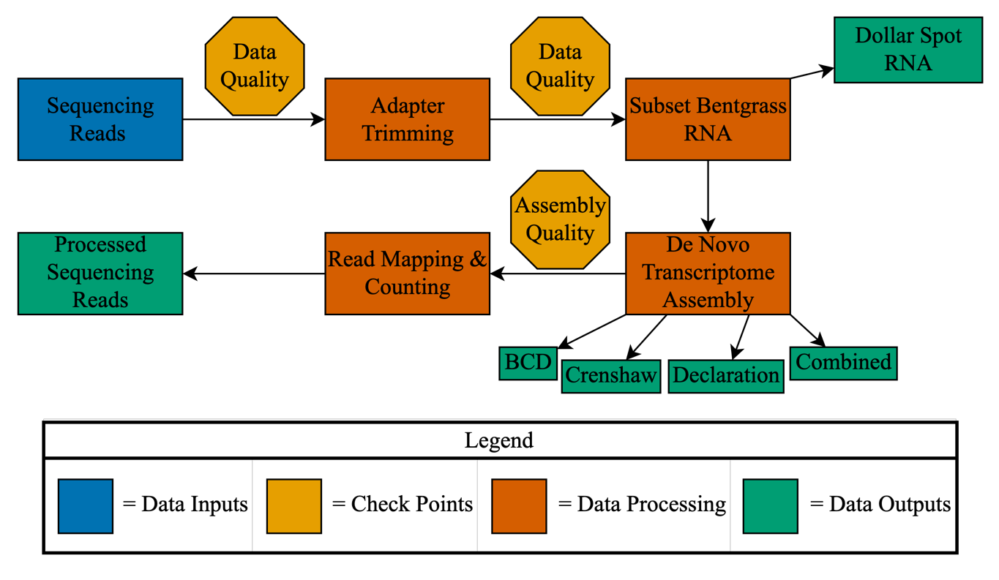 Data
Quality
Data
Quality
Dollar Spot
RNA
Sequencing
Reads
Adapter
Trimming
Subset Bentgrass
RNA
Assembly
Quality
Processed
Sequencing
Reads
Read Mapping &
Counting
De Novo
Transcriptome
Assembly
BCD
Crenshaw
Declaration
Combined
Legend
= Data Inputs
= Check Points
= Data Processing
= Data Outputs